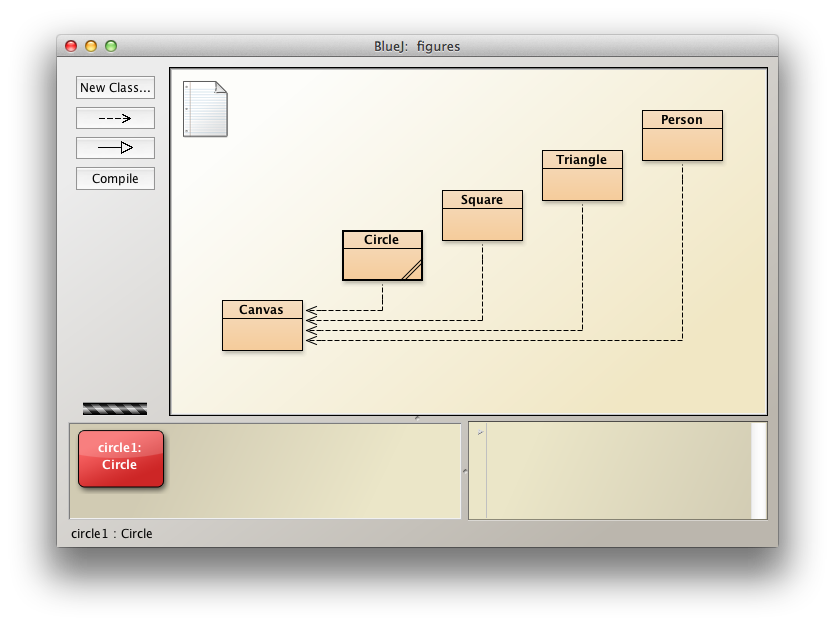 BlueJ: figures
New Class...
Compile
Person
Triangle
Square
Circle
Canvas
circle1:
Circle
circle1 : Circle